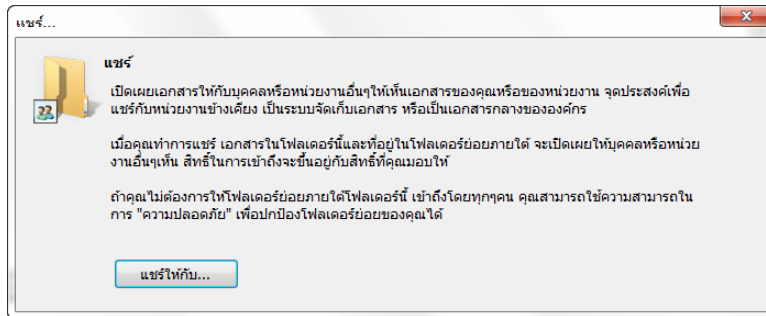 แชร์...
แชร์
เปิดเผยเอกสารให้กับบุคคลหรือหน่วยงานอื่นๆให้เห็นเอกสารของคุณหรือของหน่วยงาน จุดประสงค์เพื่อ
แชร์กับหน่วยงานข้างเคียง เป็นระบบจัดเก็บเอกสาร หรือเป็นเอกสารกลางขององค์กร
เมื่อคุณทำการแชร์ เอกสารในโฟลเดอร์นี้และที่อยู่ในโฟลเดอร์ย่อยภายใต้ จะเปิดเผยให้บุคคลหรือหน่วย
งานอื่นๆเห็น สิทธิ์ในการเข้าถึงจะขึ้นอยู่กับสิทธิ์ที่คุณมอบให้
ถ้าคุณไม่ต้องการให้โฟลเดอร์ย่อยภายใต้โฟลเดอร์นี้ เข้าถึงโดยทุกๆคน คุณสามารถใช้ความสามารถใน
การ "ความปลอดภัย" เพื่อปกป้องโฟลเดอร์ย่อยของคุณได้
แชร์ให้กับ...